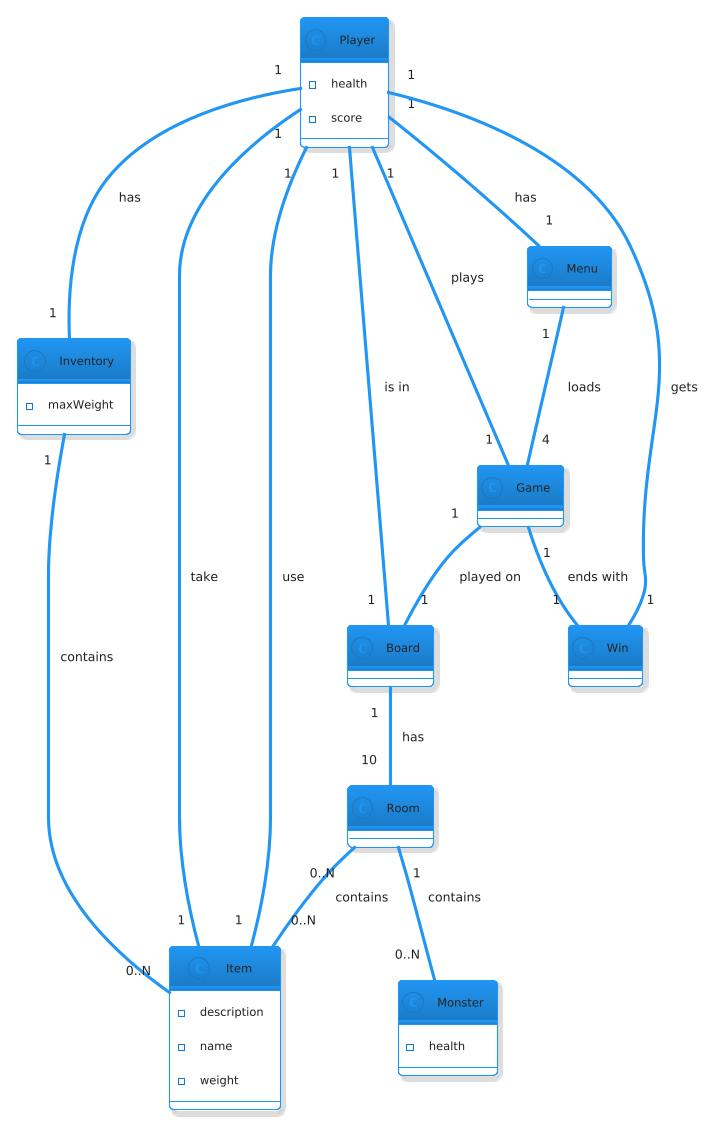 C Player
health
score
1
1
1
1
1
1
1
1
has
has
1
plays
C Menu
1
1
C Inventory
maxWeight
is in
loads
gets
1
4
1
C Game
1
1
take
use
played on
ends with
1
1
1
1
C Board
C Win
contains
1
has
10
C Room
0..N
1
contains
contains
1
1
0..N
0..N
0..N
C Item
description
name
weight
C Monster
health